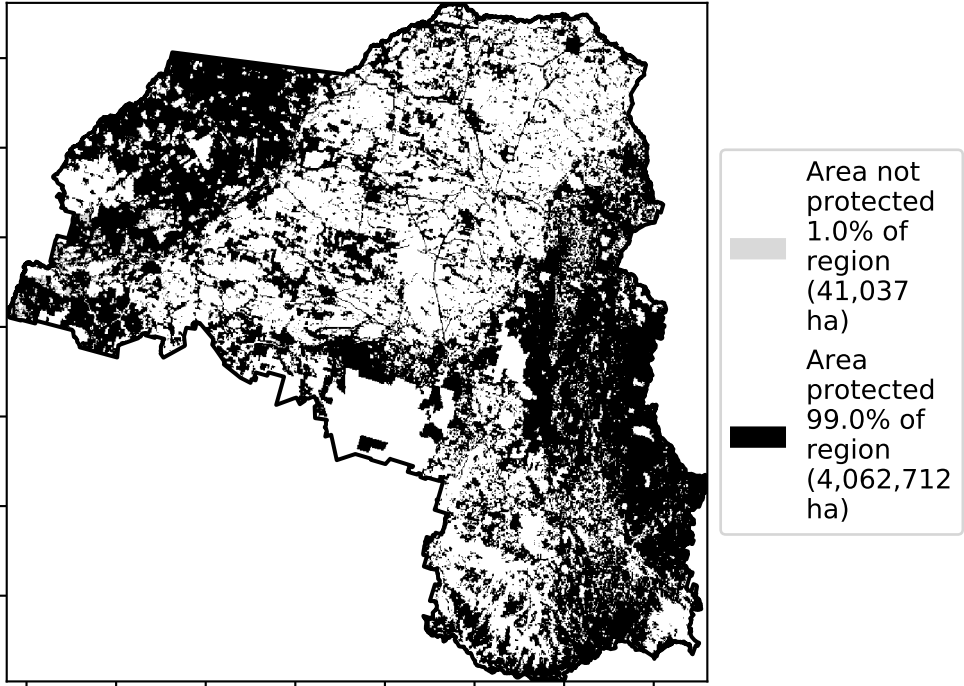 Area not
protected
1.0% of
region
(41,037
ha)
Area
protected
99.0% of
region
(4,062,712
ha)